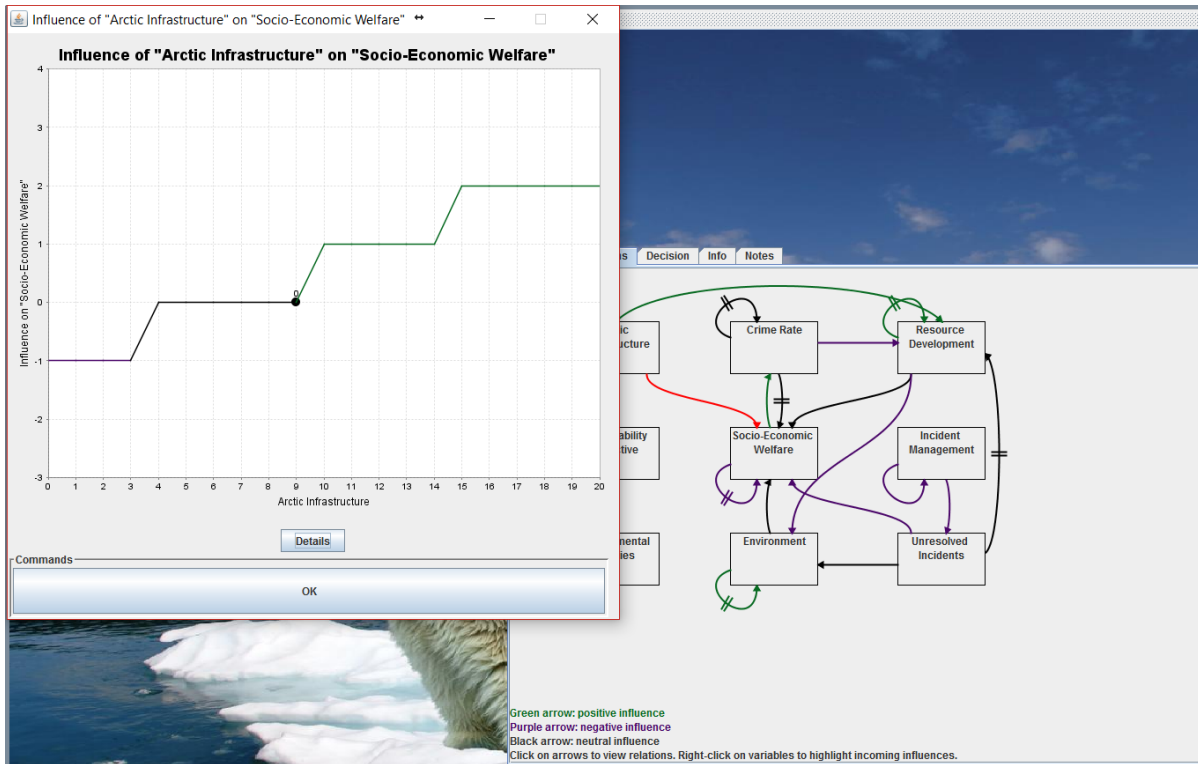 Influence of "Arctic Infrastructure" on "Socio-Economic Welfare"
Influence of "Arctic Infrastructure" on "Socio-Economic Welfare"
4
3
2
1
0
-1
-2
-3
Influence on "Socio-Economic Welfare"
0
0 1 2 3 4 5 6 7 8 9 10 11 12 13 14 15 16 17 18 19 20
Arctic Infrastructure
Details
Commands
OK
Decision Info Notes
Crime Rate
Resource
Development
Socio-Economic
Welfare
Incident
Management
Environment
Unresolved
Incidents
Green arrow: positive influence
Purple arrow: negative influence
Black arrow: neutral influence
Click on arrows to view relations. Right-click on variables to highlight incoming influences.